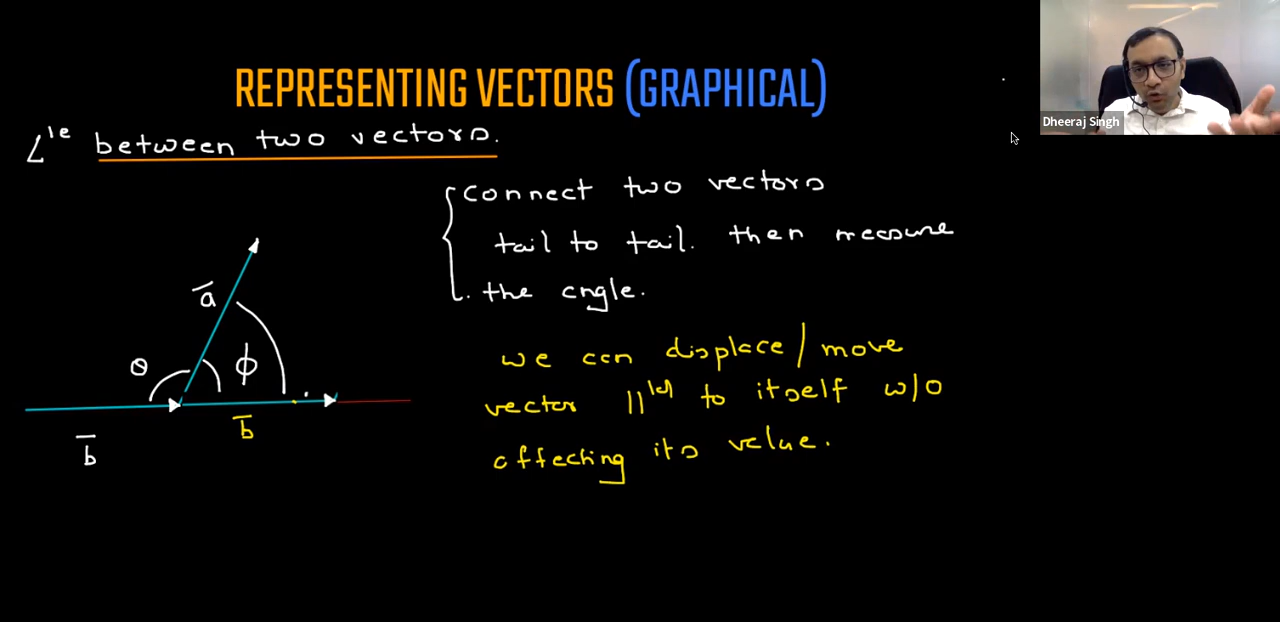 REPRESENTING VECTORS (GRAPHICAL)
Dheeraj Singh
∠le between two vectors.
connect two vectors
tail to tail. then measure
the angle.
a
θ
φ
b
b
we can displace/move
vector ||lel to itself w/o
affecting its value.